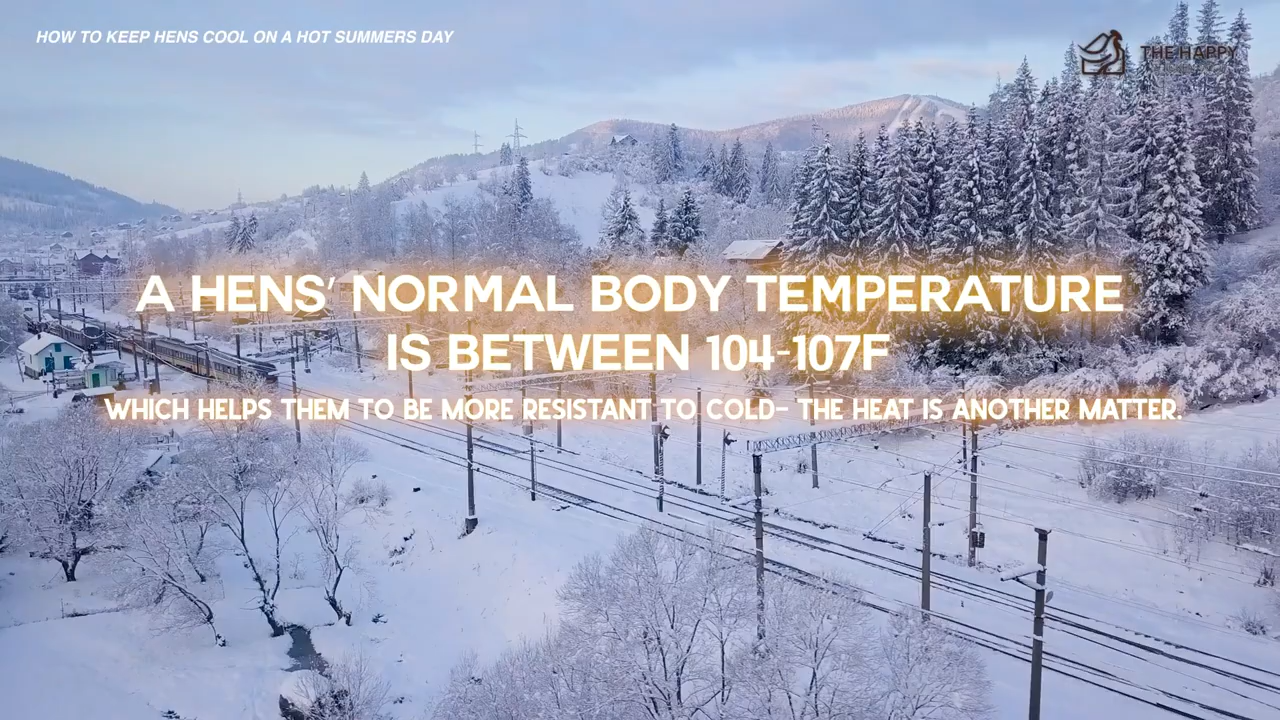 HOW TO KEEP HENS COOL ON A HOT SUMMERS DAY
THE HAPPY
A HENS’ NORMAL BODY TEMPERATURE
IS BETWEEN 104-107F
WHICH HELPS THEM TO BE MORE RESISTANT TO COLD- THE HEAT IS ANOTHER MATTER.